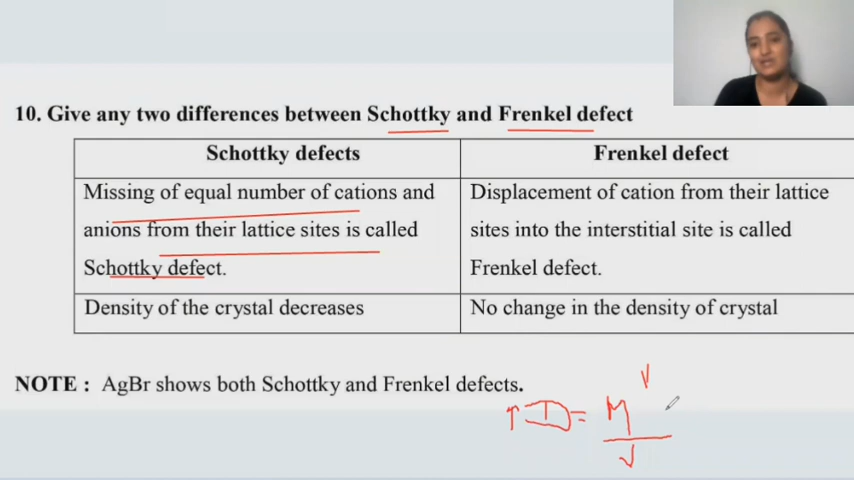 10. Give any two differences between Schottky and Frenkel defect
Schottky defects
Frenkel defect
Missing of equal number of cations and
anions from their lattice sites is called
Schottky defect.
Displacement of cation from their lattice
sites into the interstitial site is called
Frenkel defect.
Density of the crystal decreases
No change in the density of crystal
NOTE : AgBr shows both Schottky and Frenkel defects.
↑ D = M
V